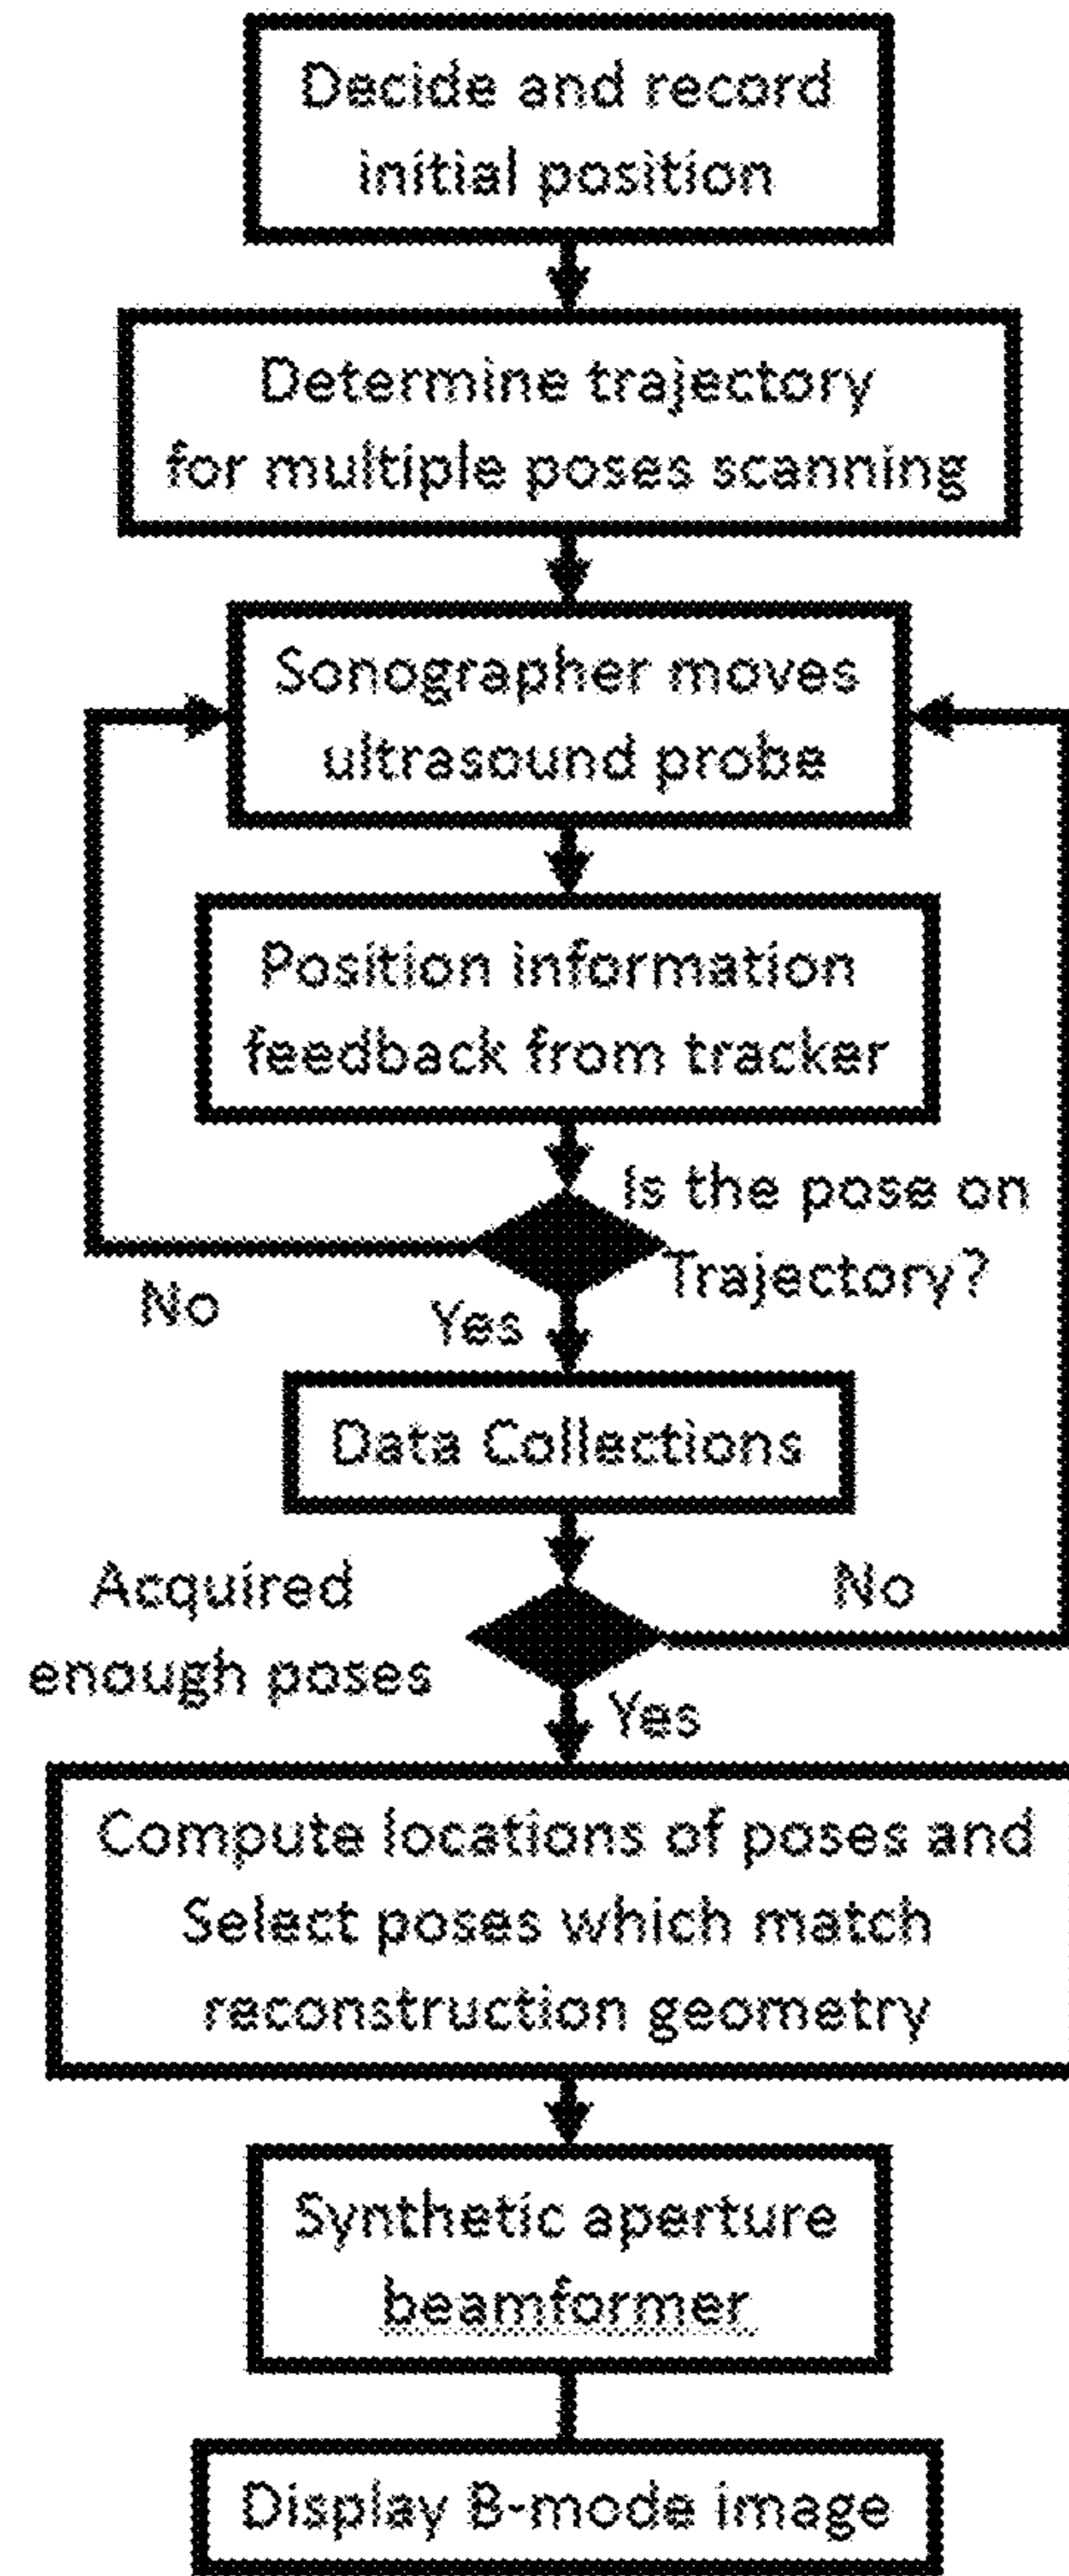 Decide and record
initial position
Determine trajectory
for multiple poses scanning
Sonographer moves
ultrasound probe
Position information
feedback from tracker
Is the pose on
Trajectory?
No
Yes
Data Collections
Acquired
enough poses
No
Yes
Compute locations of poses and
Select poses which match
reconstruction geometry
Synthetic aperture
beamformer
Display B-mode image